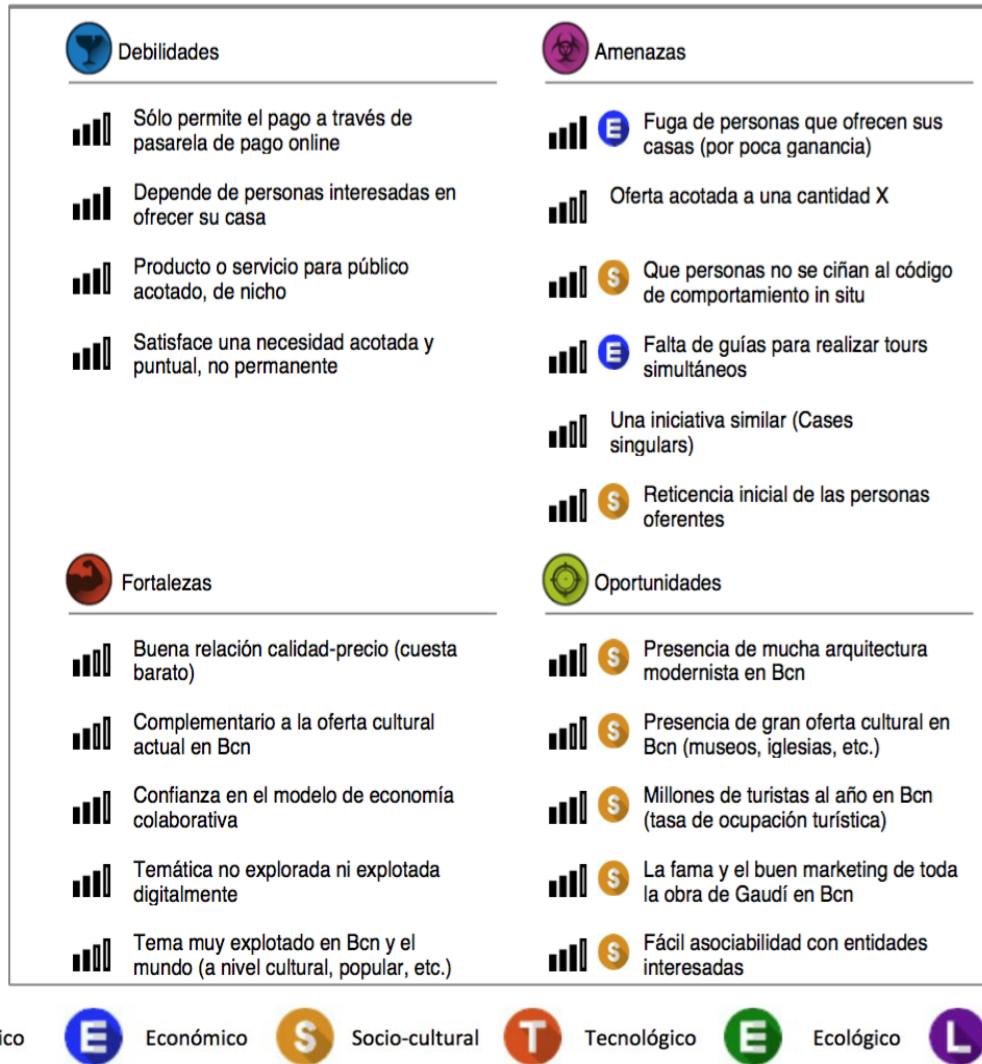 Debilidades
Sólo permite el pago a través de
pasarela de pago online
Depende de personas interesadas en
ofrecer su casa
Producto o servicio para público
acotado, de nicho
Satisface una necesidad acotada y
puntual, no permanente
Amenazas
E Fuga de personas que ofrecen sus
casas (por poca ganancia)
Oferta acotada a una cantidad X
S Que personas no se ciñan al código
de comportamiento in situ
E Falta de guías para realizar tours
simultáneos
Una iniciativa similar (Cases
singulars)
S Reticencia inicial de las personas
oferentes
Fortalezas
Buena relación calidad-precio (cuesta
barato)
Complementario a la oferta cultural
actual en Bcn
Confianza en el modelo de economía
colaborativa
Temática no explorada ni explotada
digitalmente
Tema muy explotado en Bcn y el
mundo (a nivel cultural, popular, etc.)
Oportunidades
S Presencia de mucha arquitectura
modernista en Bcn
S Presencia de gran oferta cultural en
Bcn (museos, iglesias, etc.)
S Millones de turistas al año en Bcn
(tasa de ocupación turística)
S La fama y el buen marketing de toda
la obra de Gaudí en Bcn
S Fácil asociabilidad con entidades
interesadas
ico E Económico S Socio-cultural T Tecnológico E Ecológico L